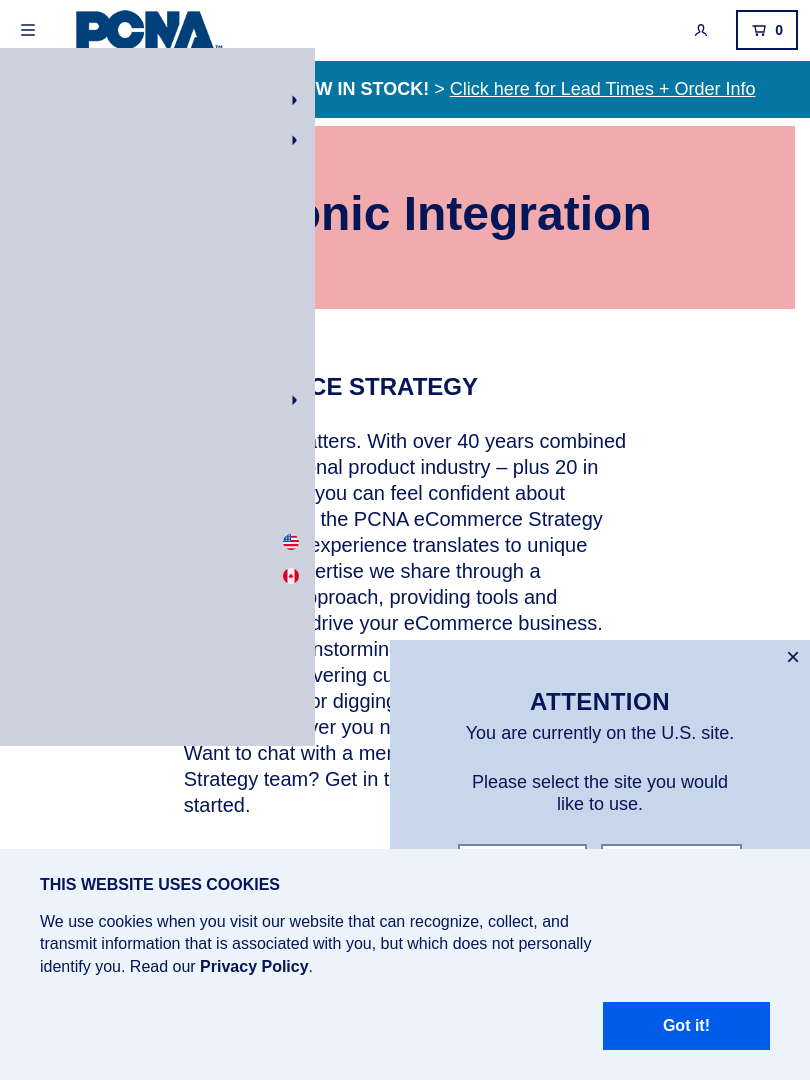 PCNA™
0
W IN STOCK! > Click here for Lead Times + Order Info
onic Integration
CE STRATEGY
atters. With over 40 years combined
onal product industry – plus 20 in
you can feel confident about
the PCNA eCommerce Strategy
experience translates to unique
ertise we share through a
pproach, providing tools and
drive your eCommerce business.
nstorming
vering cu
or digging
ver you n
Want to chat with a mer
Strategy team? Get in t
started.
×
ATTENTION
You are currently on the U.S. site.
Please select the site you would
like to use.
THIS WEBSITE USES COOKIES
We use cookies when you visit our website that can recognize, collect, and
transmit information that is associated with you, but which does not personally
identify you. Read our Privacy Policy.
Got it!